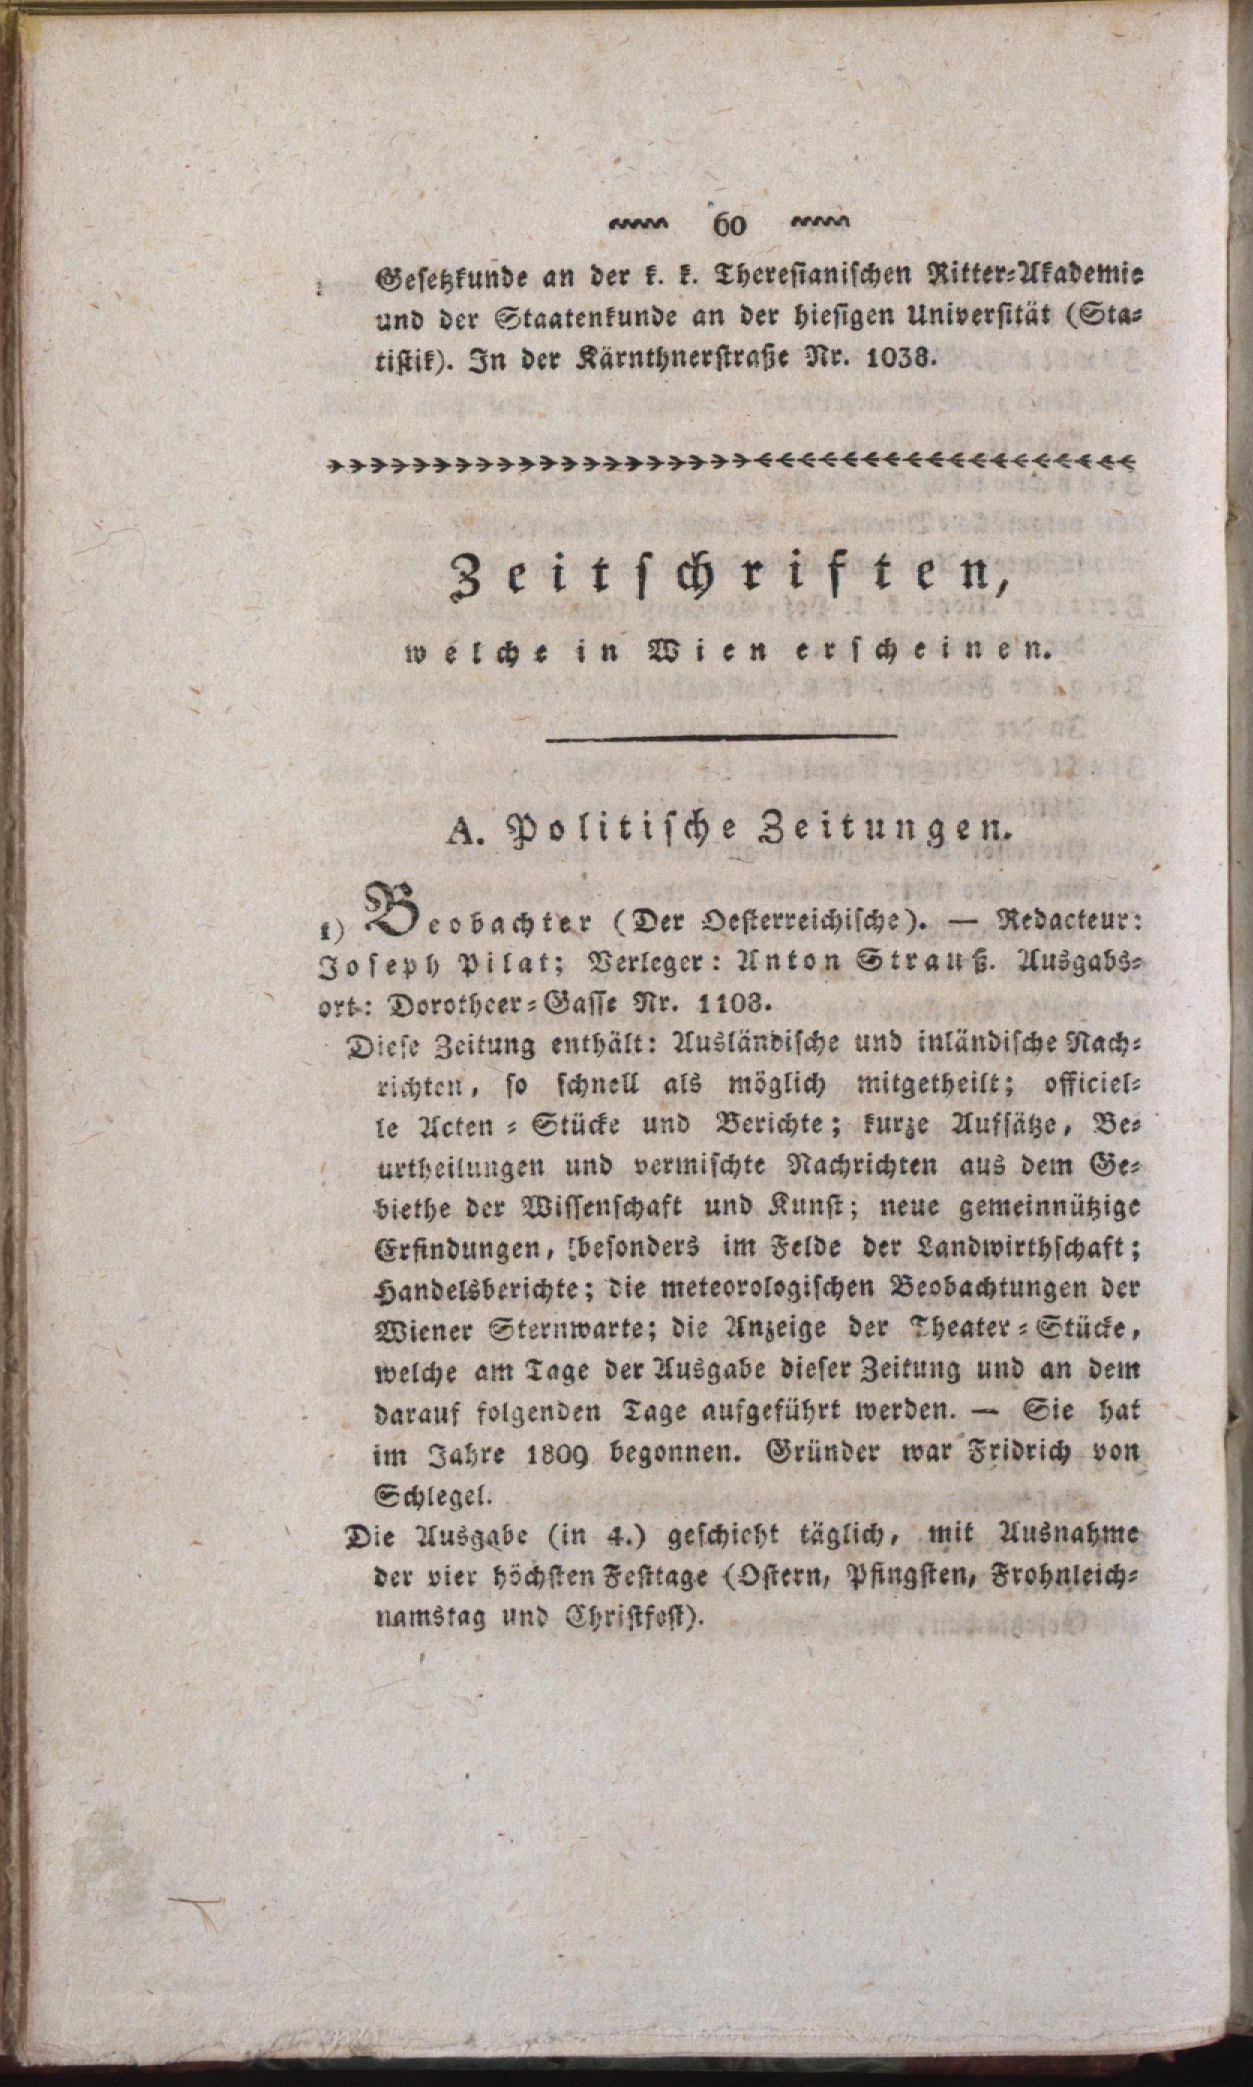 60
Gesetzkunde an der k. k. Theresianischen Ritter-Akademie
und der Staatenkunde an der hiesigen Universität (Sta-
tistik). In der Kärnthnerstraße Nr. 1038.
Zeitschriften,
welche in Wien erscheinen.
A. Politische Zeitungen.
1) Beobachter (Der Oesterreichische). — Redacteur:
Joseph Pilat; Verleger: Anton Strauß. Ausgabs-
ort: Dorotheer-Gasse Nr. 1108.
Diese Zeitung enthält: Ausländische und inländische Nach-
richten, so schnell als möglich mitgetheilt; officiel-
le Acten-Stücke und Berichte; kurze Aufsätze, Be-
urtheilungen und vermischte Nachrichten aus dem Ge-
biethe der Wissenschaft und Kunst; neue gemeinnützige
Erfindungen, [besonders im Felde der Landwirthschaft;
Handelsberichte; die meteorologischen Beobachtungen der
Wiener Sternwarte; die Anzeige der Theater-Stücke,
welche am Tage der Ausgabe dieser Zeitung und an dem
darauf folgenden Tage aufgeführt werden. — Sie hat
im Jahre 1809 begonnen. Gründer war Fridrich von
Schlegel.
Die Ausgabe (in 4.) geschieht täglich, mit Ausnahme
der vier höchsten Festtage (Ostern, Pfingsten, Frohnleich-
namstag und Christfest).